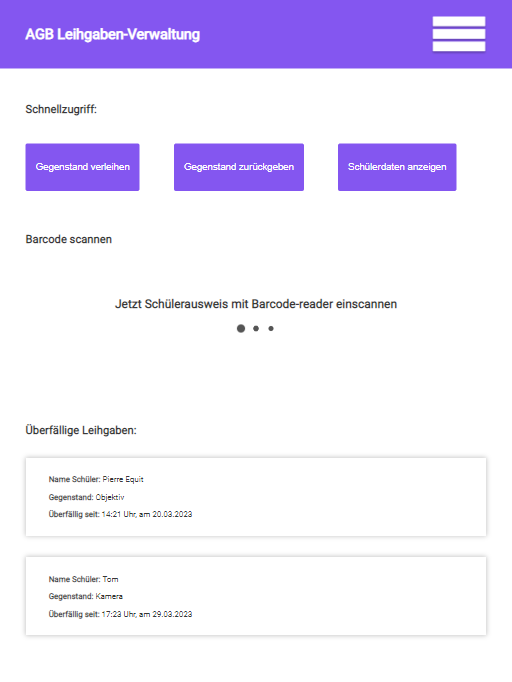 AGB Leihgaben-Verwaltung
Schnellzugriff:
Gegenstand verleihen
Gegenstand zurückgeben
Schülerdaten anzeigen
Barcode scannen
Jetzt Schülerausweis mit Barcode-reader einscannen
Überfällige Leihgaben:
Name Schüler: Pierre Equit
Gegenstand: Objektiv
Überfällig seit: 14:21 Uhr, am 20.03.2023
Name Schüler: Tom
Gegenstand: Kamera
Überfällig seit: 17:23 Uhr, am 29.03.2023